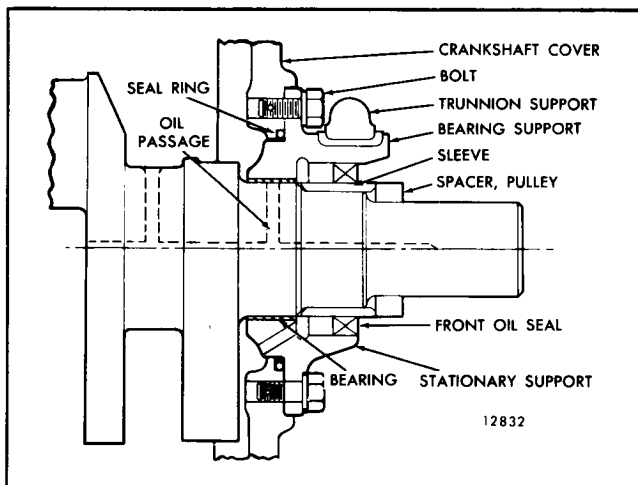 CRANKSHAFT COVER
BOLT
SEAL RING
TRUNNION SUPPORT
OIL
PASSAGE
BEARING SUPPORT
SLEEVE
SPACER, PULLEY
FRONT OIL SEAL
BEARING
STATIONARY SUPPORT
12832